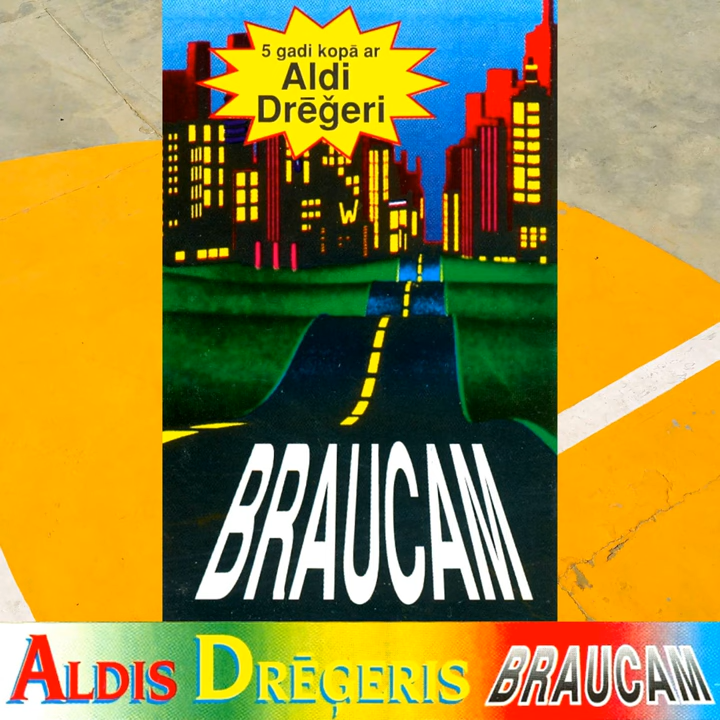 5 gadi kopā ar
Aldi
Drēģeri
W
BRAUCAM
ALDIS DRĒĢERIS BRAUCAM